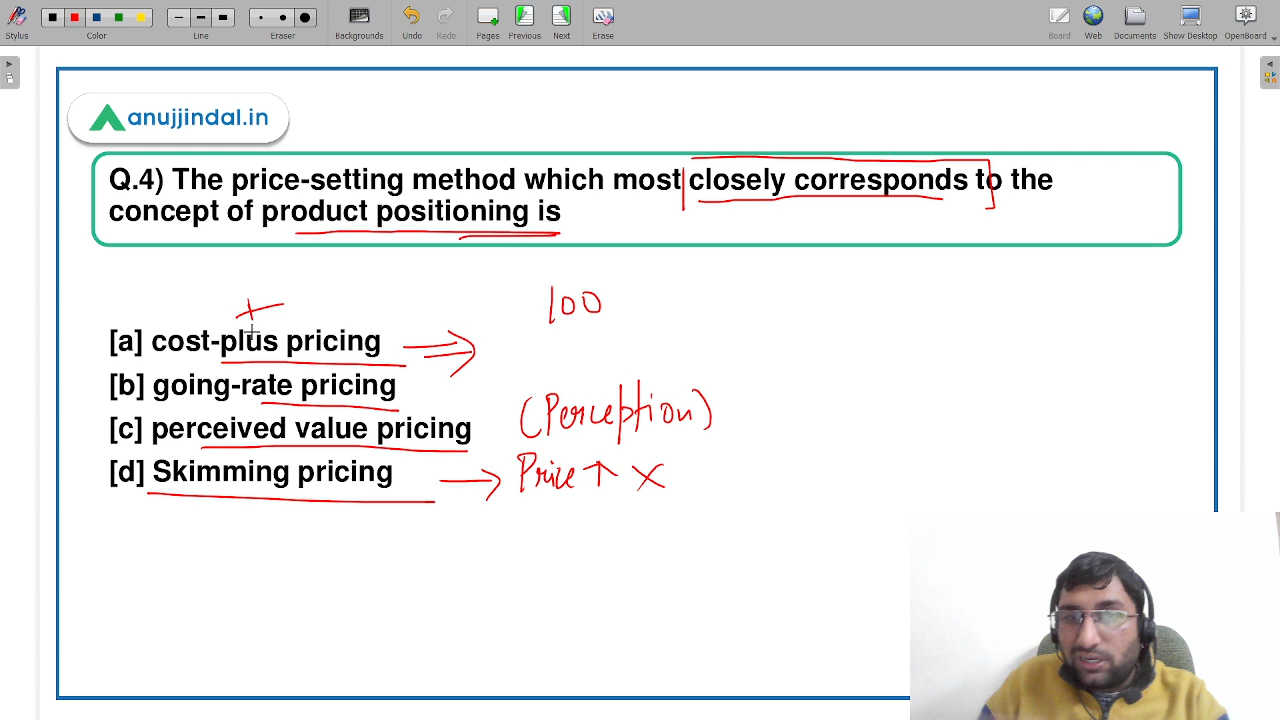 Stylus
Color
Line
Eraser
Backgrounds
Undo
Redo
Pages
Previous
Next
Erase
Board
Web
Documents
Show Desktop
OpenBoard
anujjindal.in
Q.4) The price-setting method which most closely corresponds to the
concept of product positioning is
+
100
[a] cost-plus pricing
[b] going-rate pricing
[c] perceived value pricing
(Perception)
[d] Skimming pricing
Price ↑ X